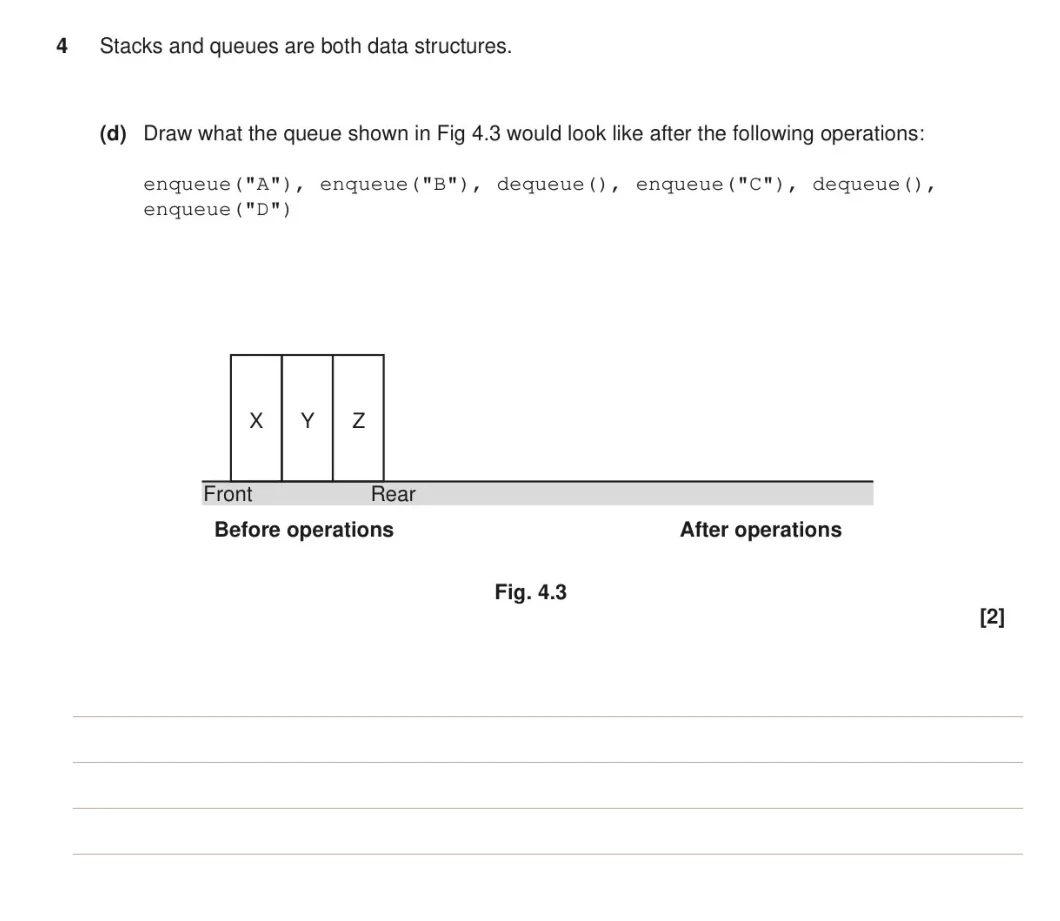 4 Stacks and queues are both data structures.
(d) Draw what the queue shown in Fig 4.3 would look like after the following operations:
enqueue("A"), enqueue("B"), dequeue(), enqueue("C"), dequeue(),
enqueue("D")
X Y Z
Front Rear
Before operations After operations
Fig. 4.3
[2]